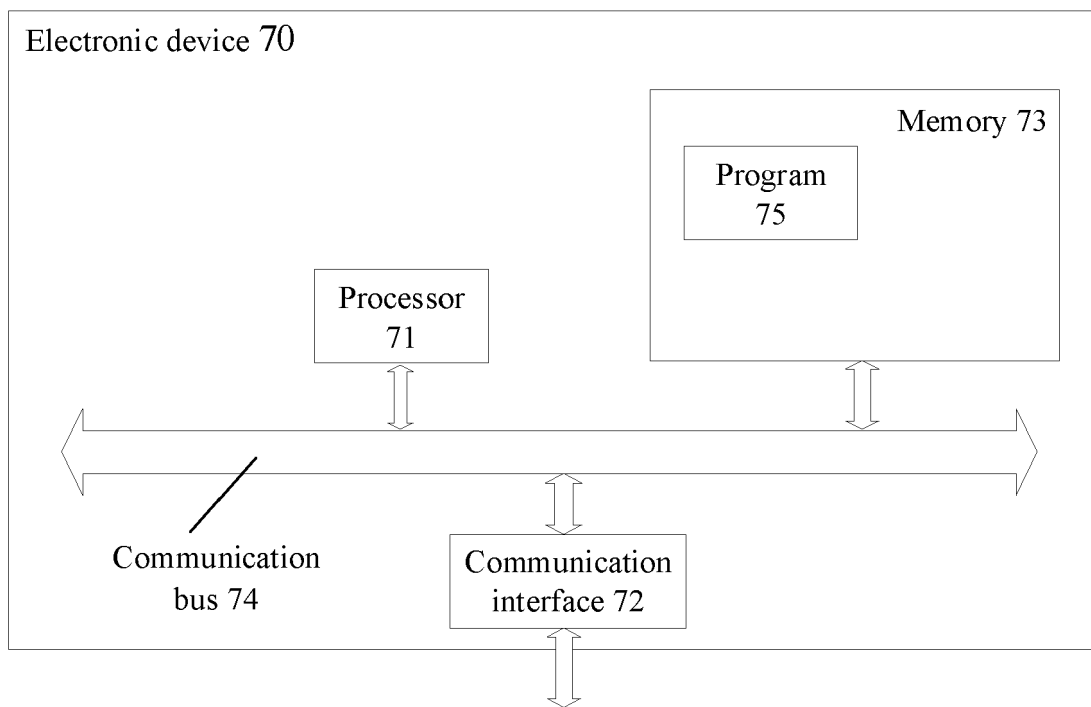 Electronic device 70
Memory 73
Program
75
Processor
71
Communication
bus 74
Communication
interface 72